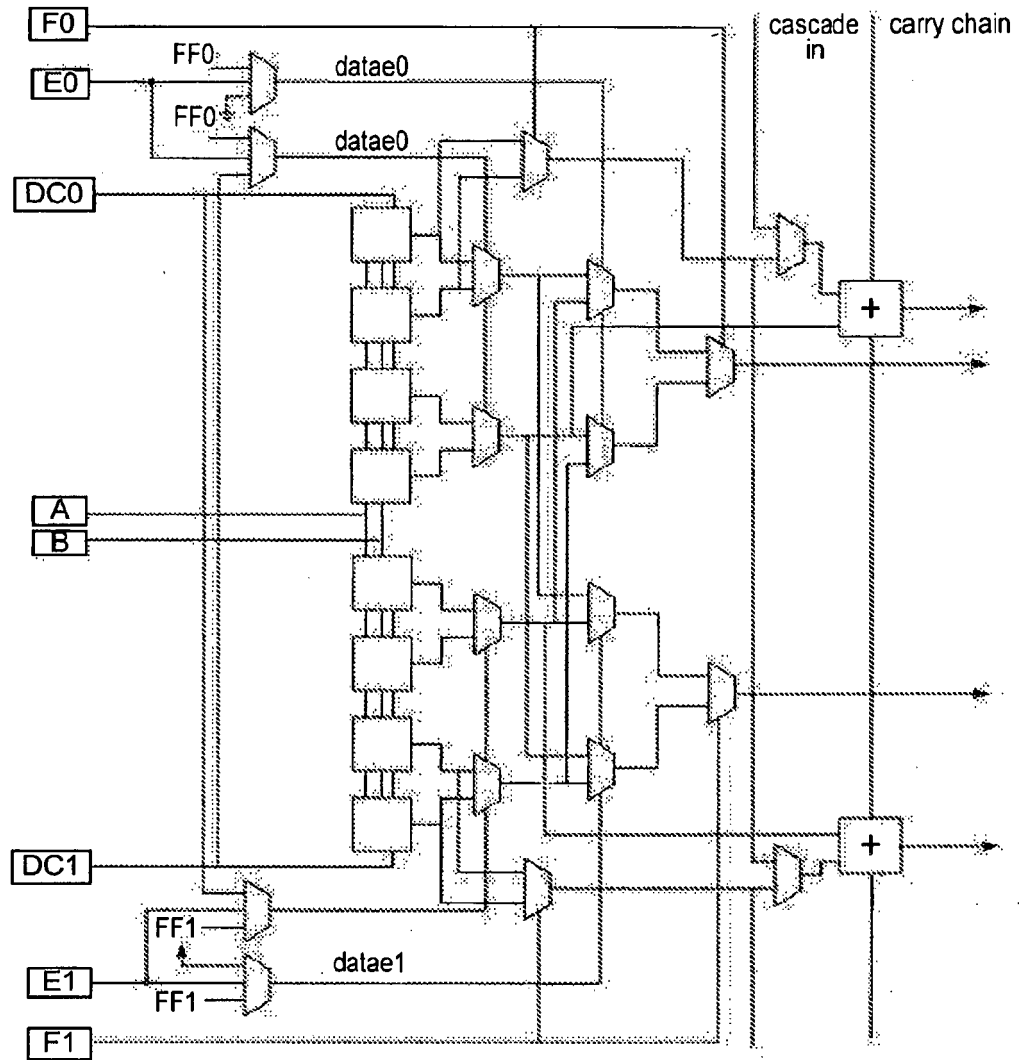 F0
cascade in
carry chain
FF0
datae0
E0
FF0
datae0
DC0
+
A
B
+
DC1
FF1
E1
datae1
FF1
F1